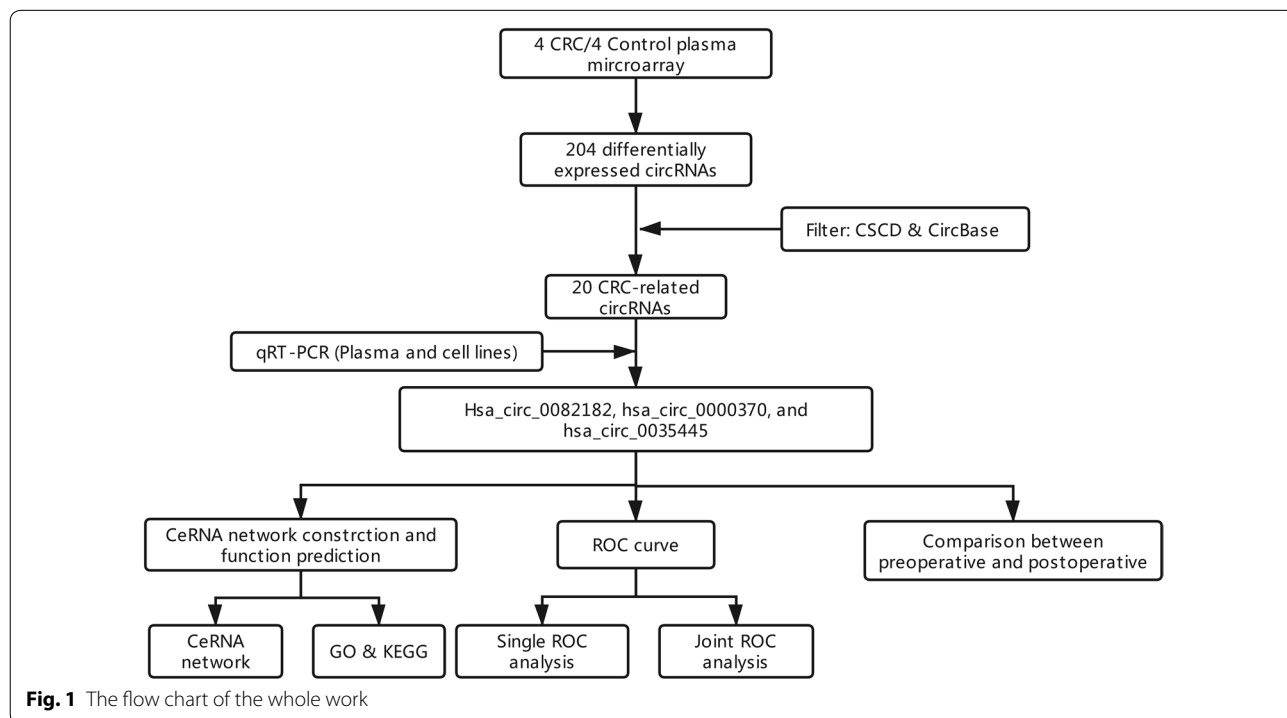 4 CRC/4 Control plasma
mircroarray
204 differentially
expressed circRNAs
Filter: CSCD & CircBase
20 CRC-related
circRNAs
qRT-PCR (Plasma and cell lines)
Hsa_circ_0082182, hsa_circ_0000370, and
hsa_circ_0035445
CeRNA network constrction and
function prediction
ROC curve
Comparison between
preoperative and postoperative
CeRNA
network
GO & KEGG
Single ROC
analysis
Joint ROC
analysis
Fig. 1 The flow chart of the whole work